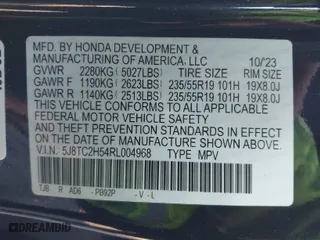 MFD. BY HONDA DEVELOPMENT &
MANUFACTURING OF AMERICA, LLC 10/23
GVWR 2280KG (5027LBS) TIRE SIZE RIM SIZE
GAWR F 1190KG (2623LBS) 235/55R19 101H 19X8.0J
GAWR R 1140KG (2513LBS) 235/55R19 101H 19X8.0J
THIS VEHICLE CONFORMS TO ALL APPLICABLE
FEDERAL MOTOR VEHICLE SAFETY AND
THEFT PREVENTION STANDARDS IN EFFECT ON
THE DATE OF MANUFACTURE SHOWN ABOVE.
V.I.N. 5J8TC2H54RL004968 TYPE MPV
TJB R AD6 - PB92P - V - L
© DREAM BID AUTO